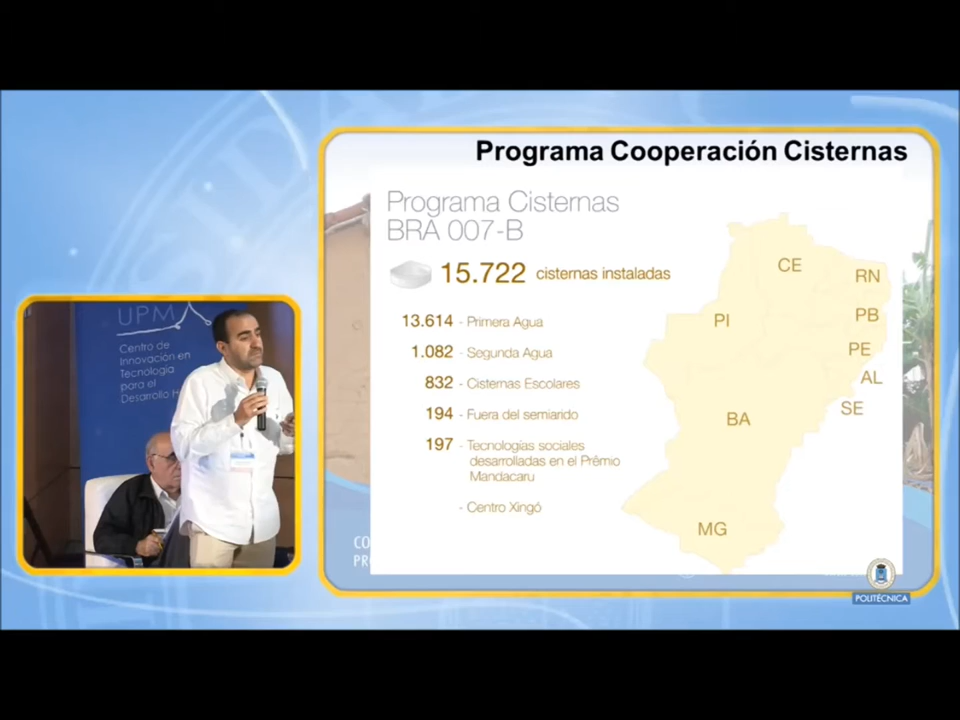 Programa Cooperación Cisternas
Programa Cisternas
BRA 007-B
15.722 cisternas instaladas
13.614 - Primera Agua
1.082 - Segunda Agua
832 - Cisternas Escolares
194 - Fuera del semiarido
197 - Tecnologías sociales
desarrolladas en el Prêmio
Mandacaru
- Centro Xingó
CE
RN
PI
PB
PE
AL
SE
BA
MG
UPM
Centro de
Innovación en
Tecnología
para el
Desarrollo
POLITÉCNICA